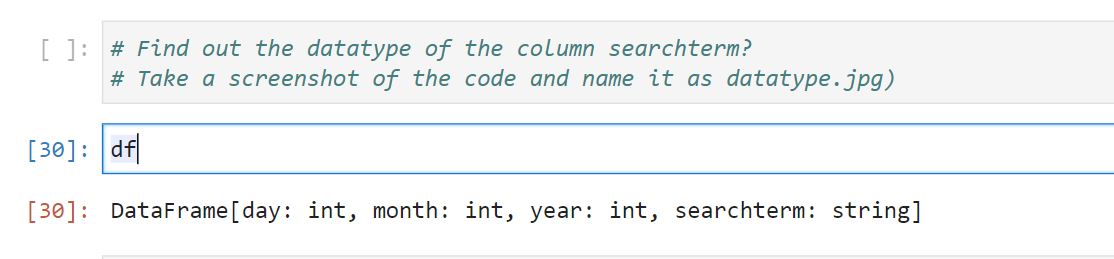 [ ]: # Find out the datatype of the column searchterm?
# Take a screenshot of the code and name it as datatype.jpg)
[30]: df
[30]: DataFrame[day: int, month: int, year: int, searchterm: string]